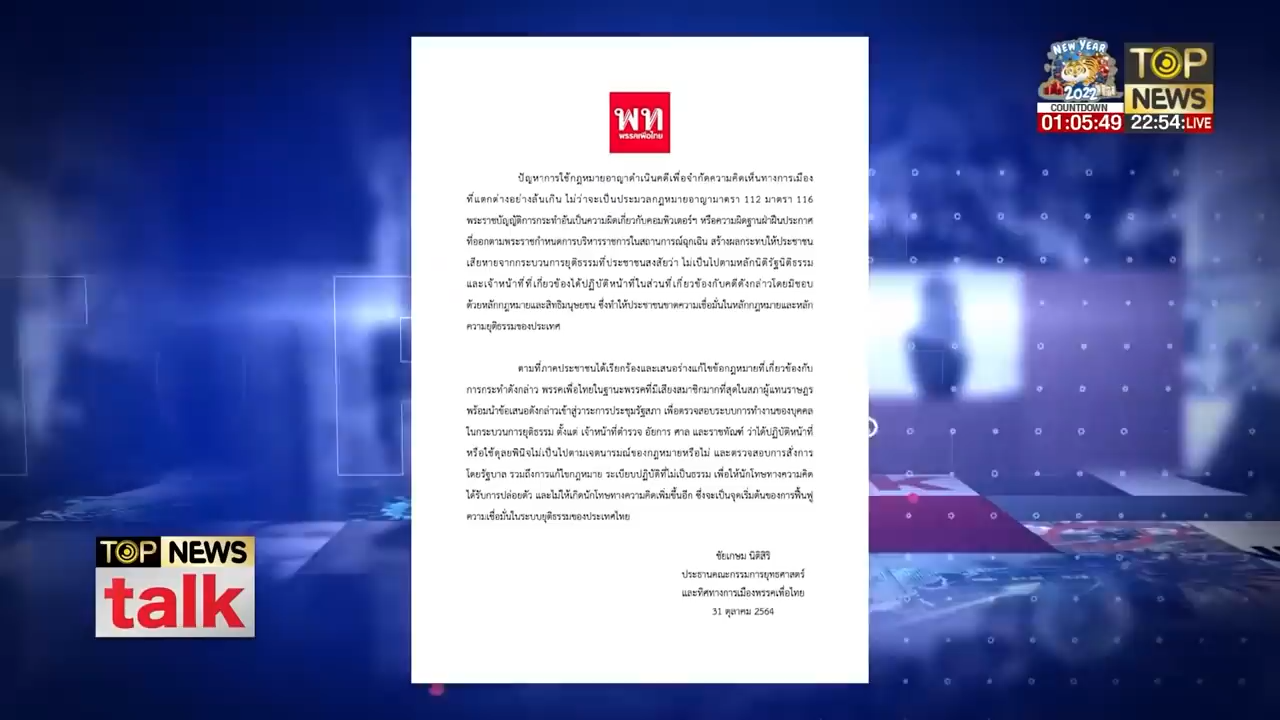 NEW YEAR
2022
COUNTDOWN
01:05:49
TOP
NEWS
22:54:LIVE
พท
พรรคเพื่อไทย
ปัญหาการใช้กฎหมายอาญาดำเนินคดีเพื่อจำกัดความคิดเห็นทางการเมือง
ที่แตกต่างอย่างล้นเกิน ไม่ว่าจะเป็นประมวลกฎหมายอาญามาตรา 112 มาตรา 116
พระราชบัญญัติการกระทำอันเป็นความผิดเกี่ยวกับคอมพิวเตอร์ฯ หรือความผิดฐานฝ่าฝืนประกาศ
ที่ออกตามพระราชกำหนดการบริหารราชการในสถานการณ์ฉุกเฉิน สร้างผลกระทบให้ประชาชน
เสียหายจากกระบวนการยุติธรรมที่ประชาชนสงสัยว่า ไม่เป็นไปตามหลักนิติรัฐนิติธรรม
และเจ้าหน้าที่ที่เกี่ยวข้องได้ปฏิบัติหน้าที่ในส่วนที่เกี่ยวข้องกับคดีดังกล่าวโดยมิชอบ
ด้วยหลักกฎหมายและสิทธิมนุษยชน ซึ่งทำให้ประชาชนขาดความเชื่อมั่นในหลักกฎหมายและหลัก
ความยุติธรรมของประเทศ
ตามที่ภาคประชาชนได้เรียกร้องและเสนอร่างแก้ไขข้อกฎหมายที่เกี่ยวข้องกับ
การกระทำดังกล่าว พรรคเพื่อไทยในฐานะพรรคที่มีเสียงสมาชิกมากที่สุดในสภาผู้แทนราษฎร
พร้อมนำข้อเสนอดังกล่าวเข้าสู่วาระการประชุมรัฐสภา เพื่อตรวจสอบระบบการทำงานของบุคคล
ในกระบวนการยุติธรรม ตั้งแต่ เจ้าหน้าที่ตำรวจ อัยการ ศาล และราชทัณฑ์ ว่าได้ปฏิบัติหน้าที่
หรือใช้ดุลยพินิจไม่เป็นไปตามเจตนารมณ์ของกฎหมายหรือไม่ และตรวจสอบการสั่งการ
โดยรัฐบาล รวมถึงการแก้ไขกฎหมาย ระเบียบปฏิบัติที่ไม่เป็นธรรม เพื่อให้นักโทษทางความคิด
ได้รับการปล่อยตัว และไม่ให้เกิดนักโทษทางความคิดเพิ่มขึ้นอีก ซึ่งจะเป็นจุดเริ่มต้นของการฟื้นฟู
ความเชื่อมั่นในระบบยุติธรรมของประเทศไทย
ชัยเกษม นิติสิริ
ประธานคณะกรรมการยุทธศาสตร์
และทิศทางการเมืองพรรคเพื่อไทย
31 ตุลาคม 2564
TOP NEWS
talk